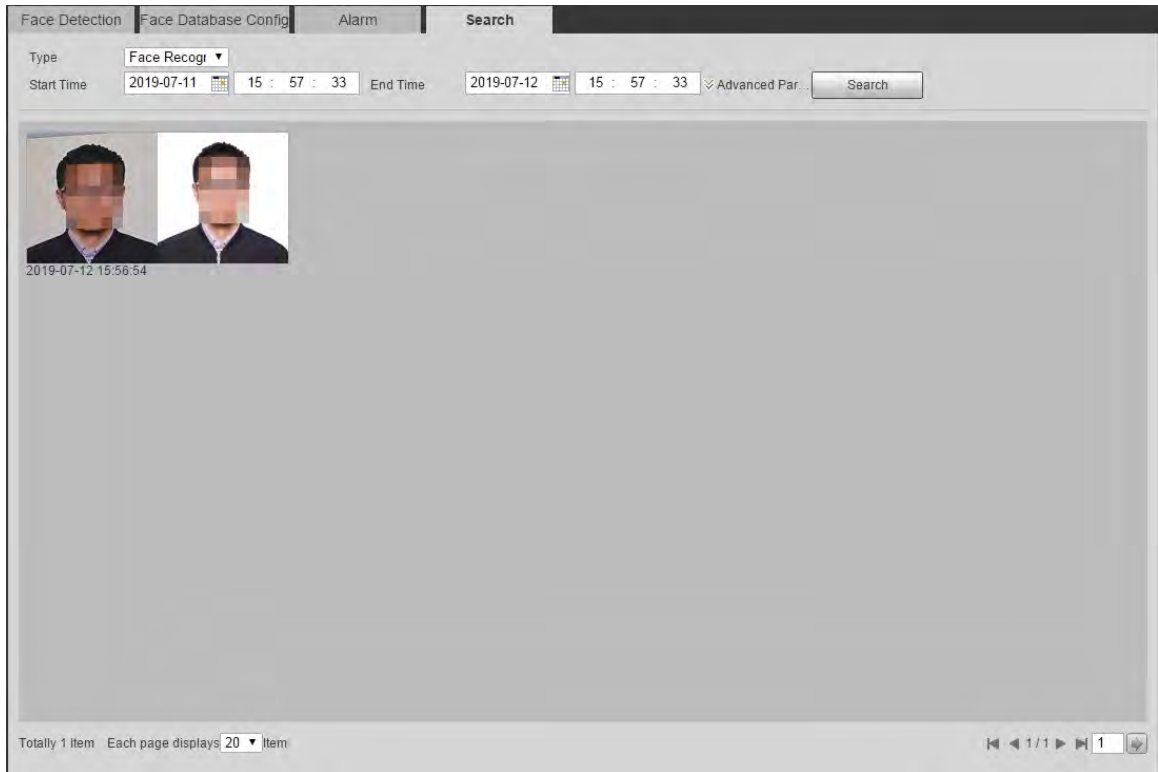 Face Detection Face Database Config Alarm Search
Type Face Recogr
Start Time 2019-07-11 15 : 57 : 33 End Time 2019-07-12 15 : 57 : 33 Advanced Par... Search
2019-07-12 15:56:54
Totally 1 Item Each page displays 20 Item 1 / 1 1